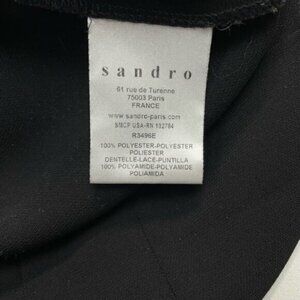 sandro
61 rue de Turenne
75003 Paris
FRANCE
www.sandro-paris.com
SMCP USA-RN 132784
R3496E
100% POLYESTER-POLYESTER
POLIESTER
DENTELLE-LACE-PUNTILLA
100% POLYAMIDE-POLYAMIDE
POLIAMIDA